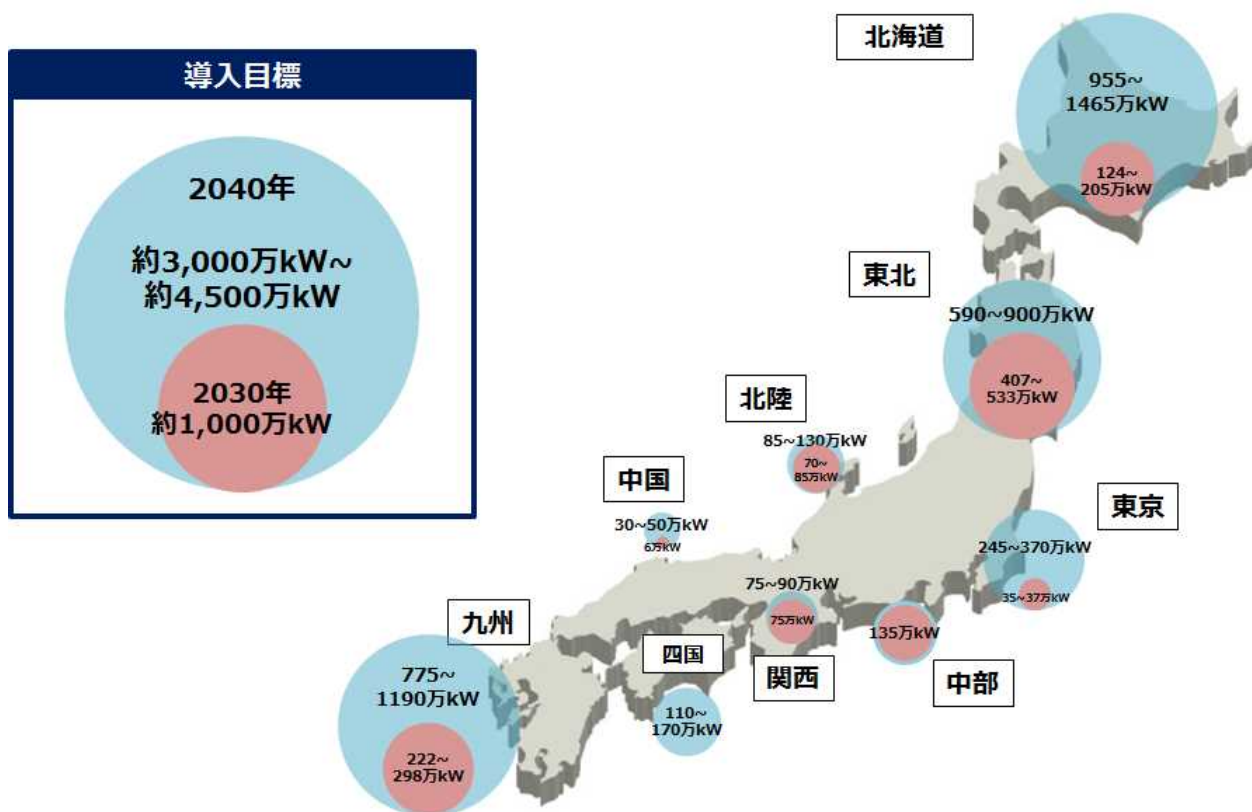 導入目標
2040年
約3,000万kW~
約4,500万kW
2030年
約1,000万kW
北海道
955~
1465万kW
124~
205万kW
東北
590~900万kW
407~
533万kW
北陸
85~130万kW
70~
85万kW
中国
30~50万kW
6万kW
東京
245~370万kW
35~37万kW
75~90万kW
75万kW
関西
135万kW
中部
九州
775~
1190万kW
222~
298万kW
四国
110~
170万kW